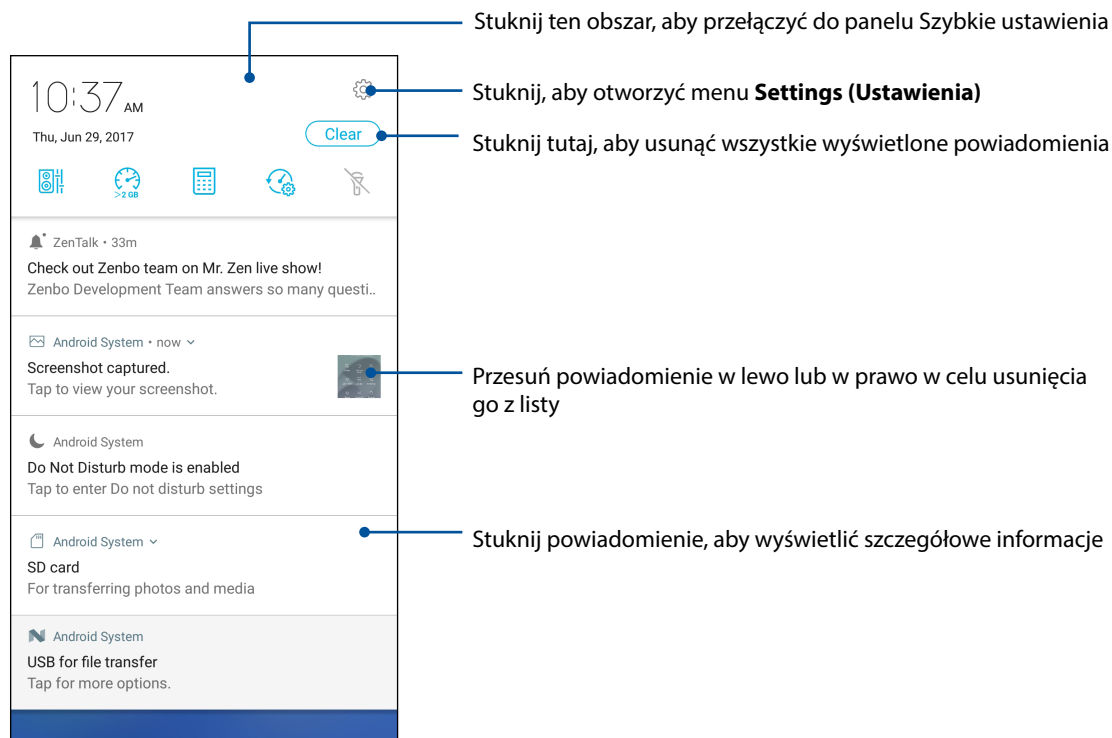 Stuknij ten obszar, aby przełączyć do panelu Szybkie ustawienia
10:37 AM
Stuknij, aby otworzyć menu Settings (Ustawienia)
Thu, Jun 29, 2017
Clear
Stuknij tutaj, aby usunąć wszystkie wyświetlone powiadomienia
>2 GB
ZenTalk • 33m
Check out Zenbo team on Mr. Zen live show!
Zenbo Development Team answers so many questi..
Android System • now
Screenshot captured.
Tap to view your screenshot.
Przesuń powiadomienie w lewo lub w prawo w celu usunięcia
go z listy
Android System
Do Not Disturb mode is enabled
Tap to enter Do not disturb settings
Stuknij powiadomienie, aby wyświetlić szczegółowe informacje
Android System
SD card
For transferring photos and media
Android System
USB for file transfer
Tap for more options.